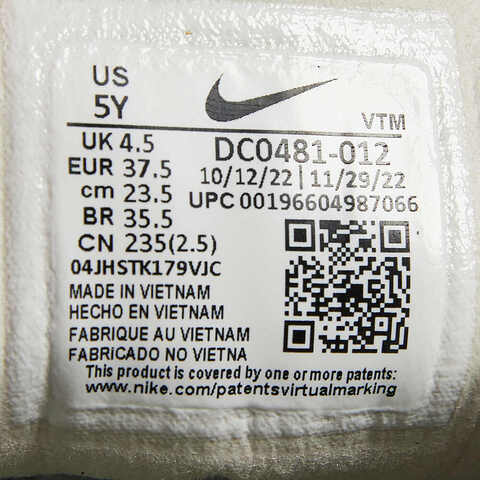 US
5Y
VTM
UK 4.5
EUR 37.5
cm 23.5
BR 35.5
CN 235(2.5)
DC0481-012
10/12/22 | 11/29/22
UPC 00196604987066
04JHSTK179VJC
MADE IN VIETNAM
HECHO EN VIETNAM
FABRIQUE AU VIETNAM
FABRICADO NO VIETNA
This product is covered by one or more patents:
www.nike.com/patentsvirtualmarking